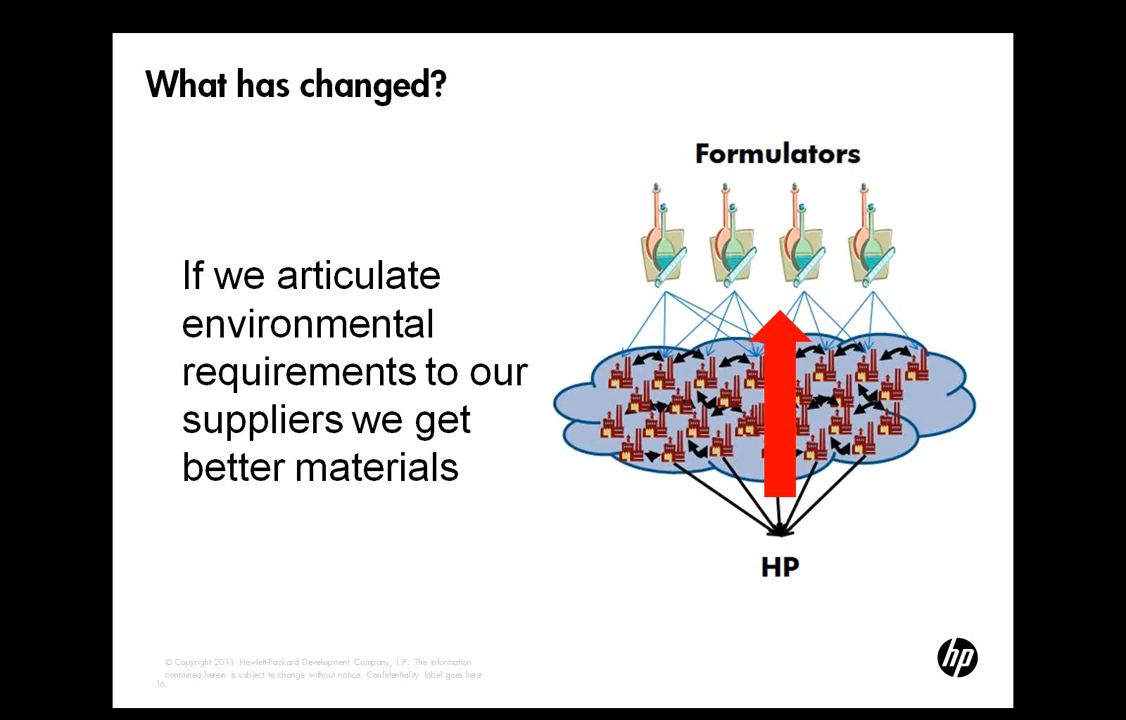 What has changed?
Formulators
If we articulate
environmental
requirements to our
suppliers we get
better materials
HP
© Copyright 2011 Hewlett-Packard Development Company, L.P. The information
contained herein is subject to change without notice. Confidentiality label goes here
16
hp